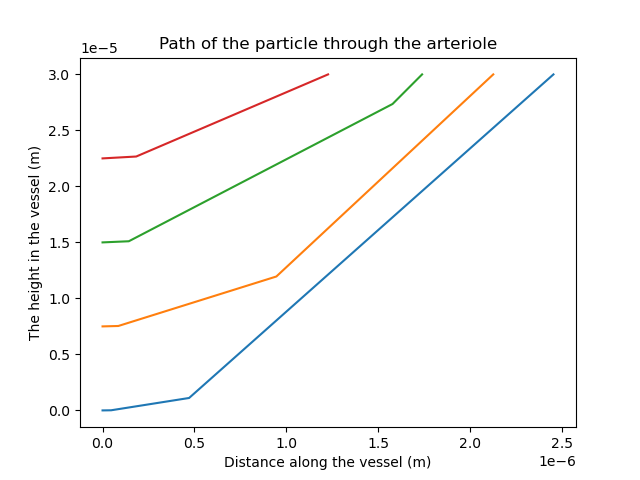 Path of the particle through the arteriole
1e−5
The height in the vessel (m)
3.0
2.5
2.0
1.5
1.0
0.5
0.0
0.0 0.5 1.0 1.5 2.0 2.5
Distance along the vessel (m)
1e−6